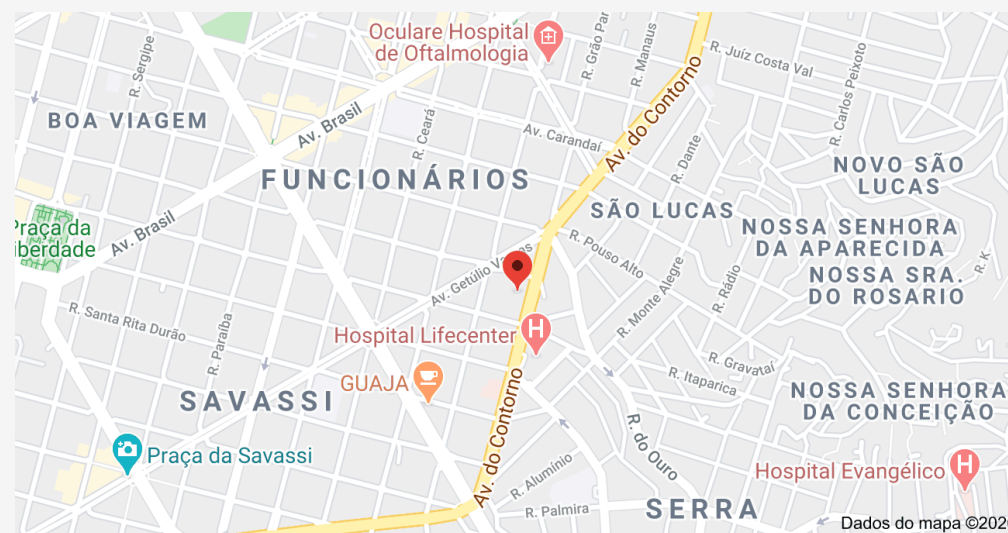 Oculare Hospital
de Oftalmologia
R. Sergipe
R. Grão Par
R. Manaus
R. Juíz Costa Val
R. Carlos Peixoto
BOA VIAGEM
Av. Brasil
R. Ceará
Av. Carandaí
Av. do Contorno
R. Dante
FUNCIONÁRIOS
NOVO SÃO
LUCAS
SÃO LUCAS
Praça da
iberdade
Av. Brasil
NOSSA SENHORA
DA APARECIDA
R. Pouso Alto
Av. Getúlio Vargas
R. Monte Alegre
R. Rádio
R. K
NOSSA SRA.
DO ROSARIO
R. Santa Rita Durão
R. Paraíba
Hospital Lifecenter
H
GUAJA
R. Gravataí
R. Itaparica
SAVASSI
NOSSA SENHORA
DA CONCEIÇÃO
Av. do Contorno
R. do Ouro
Praça da Savassi
R. Alumínio
Hospital Evangélico
H
R. Palmira
SERRA
Dados do mapa ©202